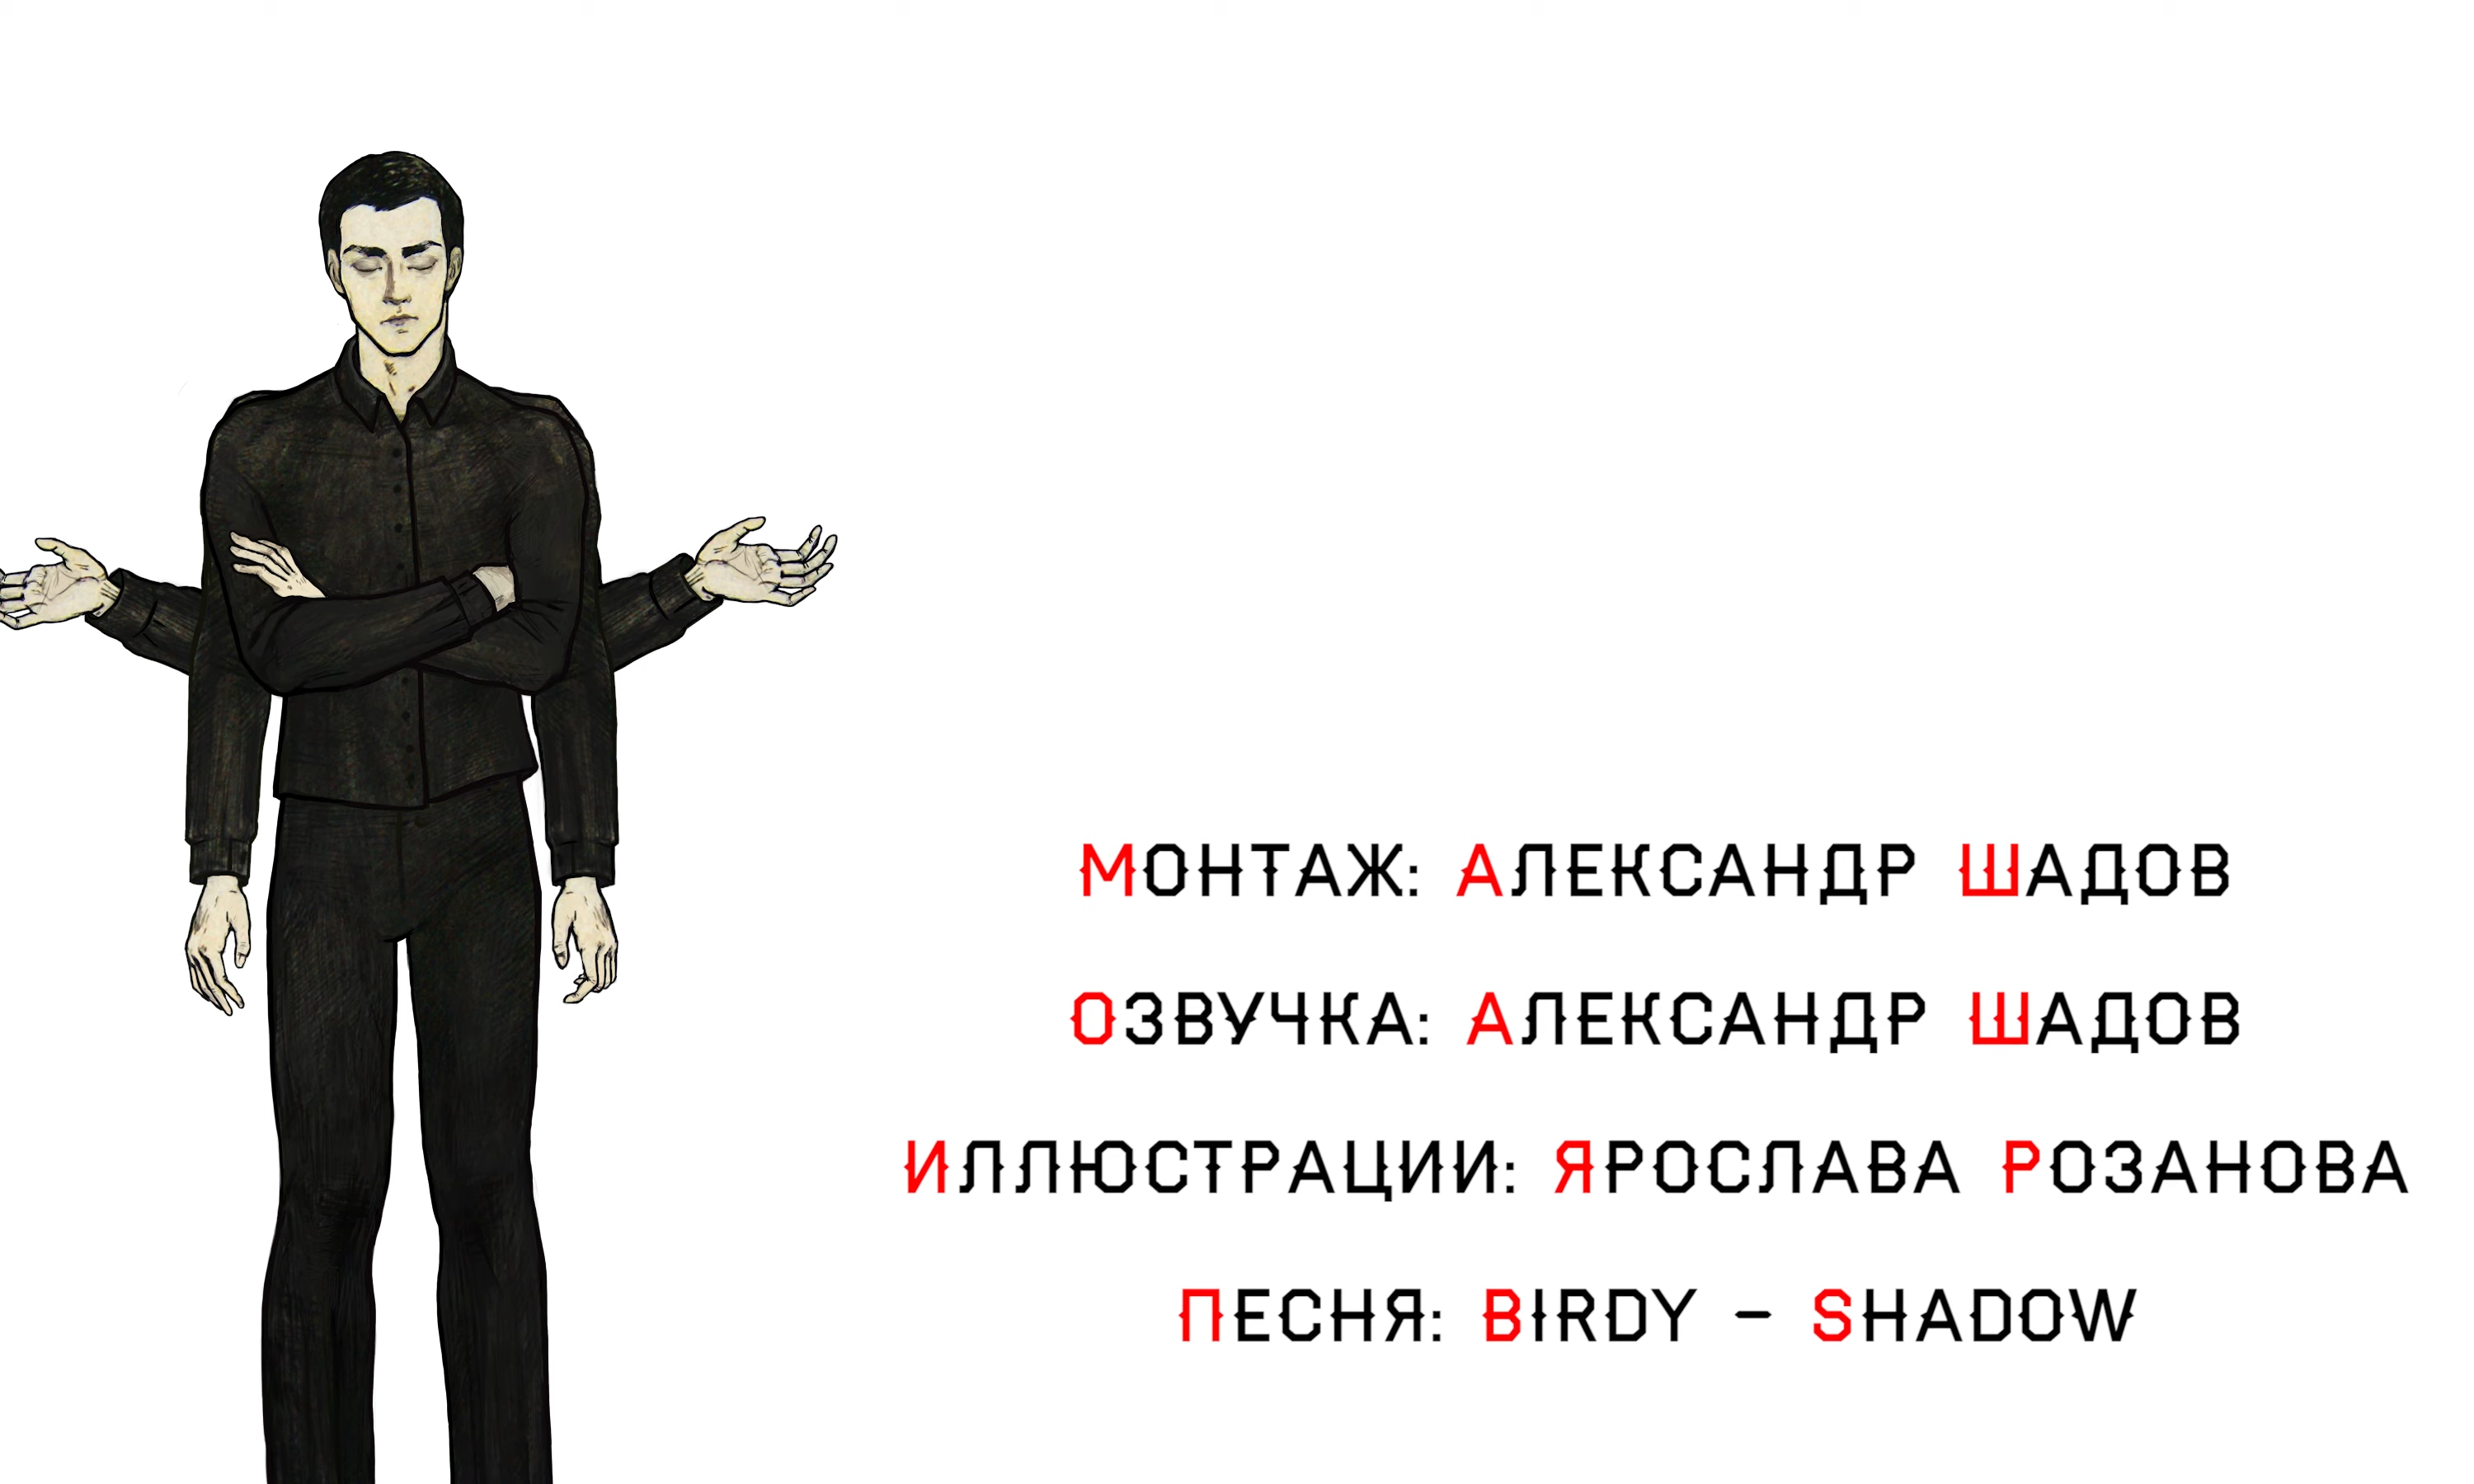 МОНТАЖ: АЛЕКСАНДР ШАДОВ
ОЗВУЧКА: АЛЕКСАНДР ШАДОВ
ИЛЛЮСТРАЦИИ: ЯРОСЛАВА РОЗАНОВА
ПЕСНЯ: BIRDY - SHADOW